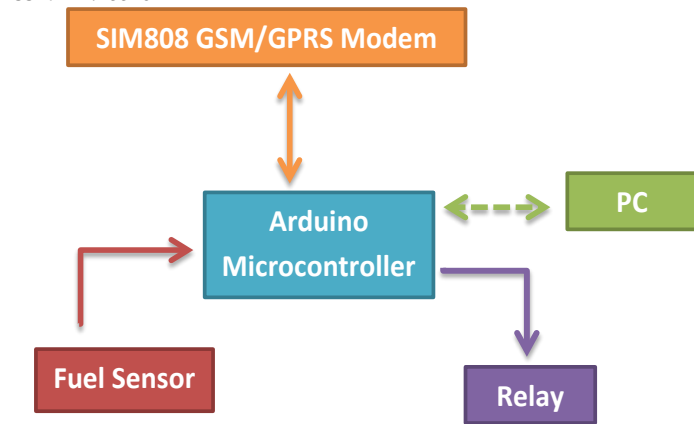 SIM808 GSM/GPRS Modem
PC
Arduino
Microcontroller
Fuel Sensor
Relay